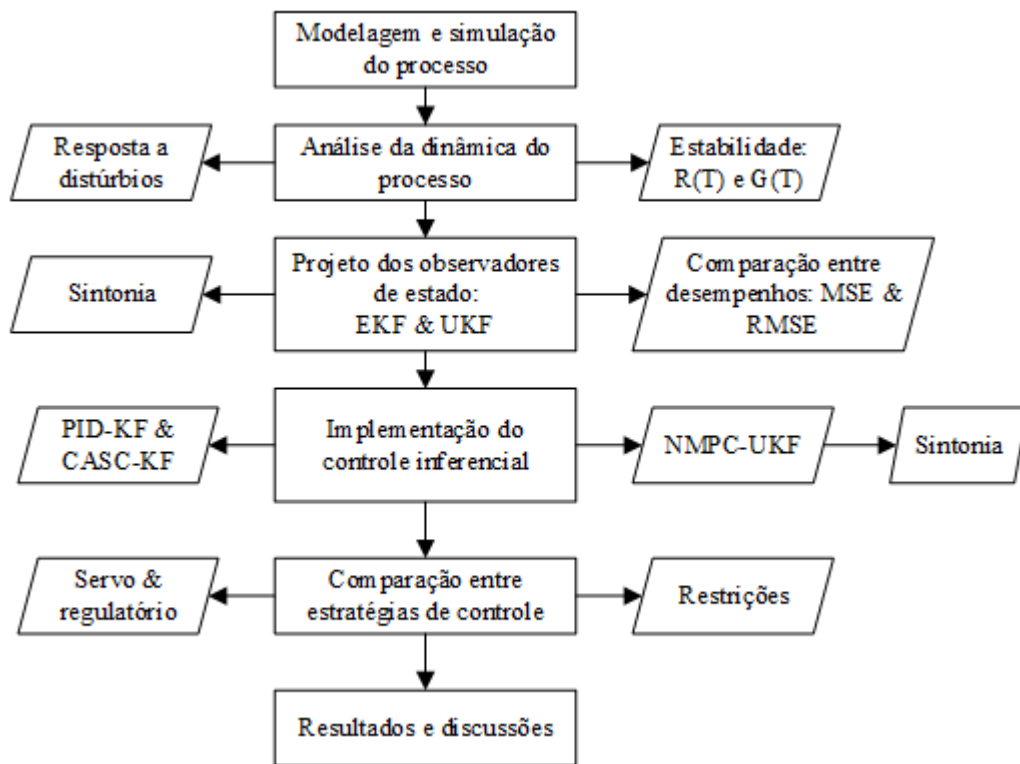 Modelagem e simulação
do processo
Resposta a
distúrbios
Análise da dinâmica do
processo
Estabilidade:
R(T) e G(T)
Sintonia
Projeto dos observadores
de estado:
EKF & UKF
Comparação entre
desempenhos: MSE &
RMSE
PID-KF &
CASC-KF
Implementação do
controle inferencial
NMPC-UKF
Sintonia
Servo &
regulatório
Comparação entre
estratégias de controle
Restrições
Resultados e discussões